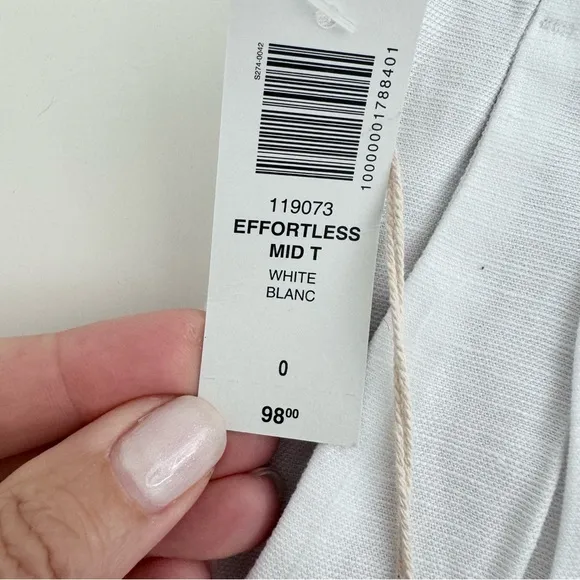 S274-0042
10000001788401
119073
EFFORTLESS
MID T
WHITE
BLANC
0
98⁰⁰